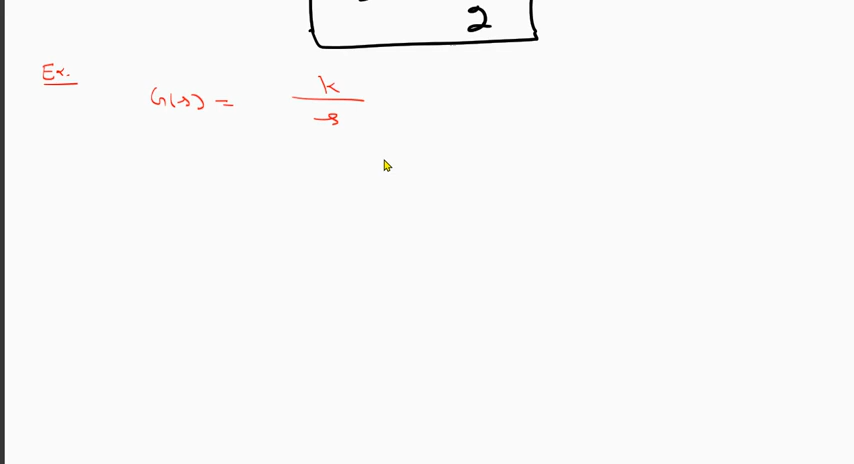 2
Ex.
G(s) = k/s